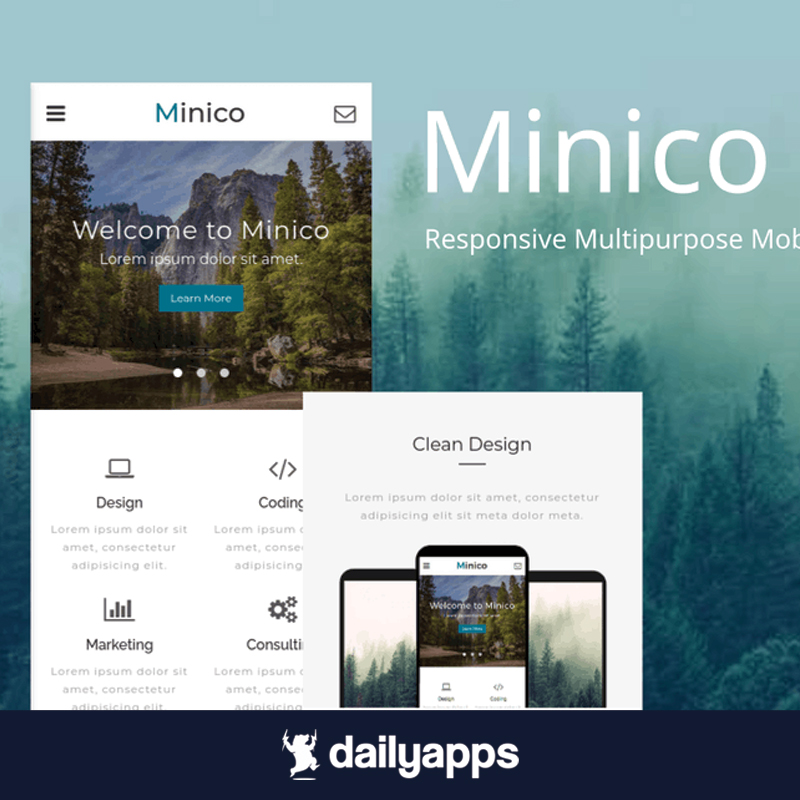 Minico
Welcome to Minico
Lorem ipsum dolor sit amet.
Learn More
Design
Lorem ipsum dolor sit
amet, consectetur
adipisicing elit.
Coding
Lorem ipsum
amet, conse
adipisicing
Marketing
Lorem ipsum dolor sit
amet, consectetur
adipisicing elit
Consulti
Lorem ipsum
amet, conse
adipisicing
Minico
Responsive Multipurpose Mob
Clean Design
Lorem ipsum dolor sit amet, consectetur
adipisicing elit sit meta dolor meta.
Minico
Welcome to Minico
Learn More
Design
Coding
dailyapps